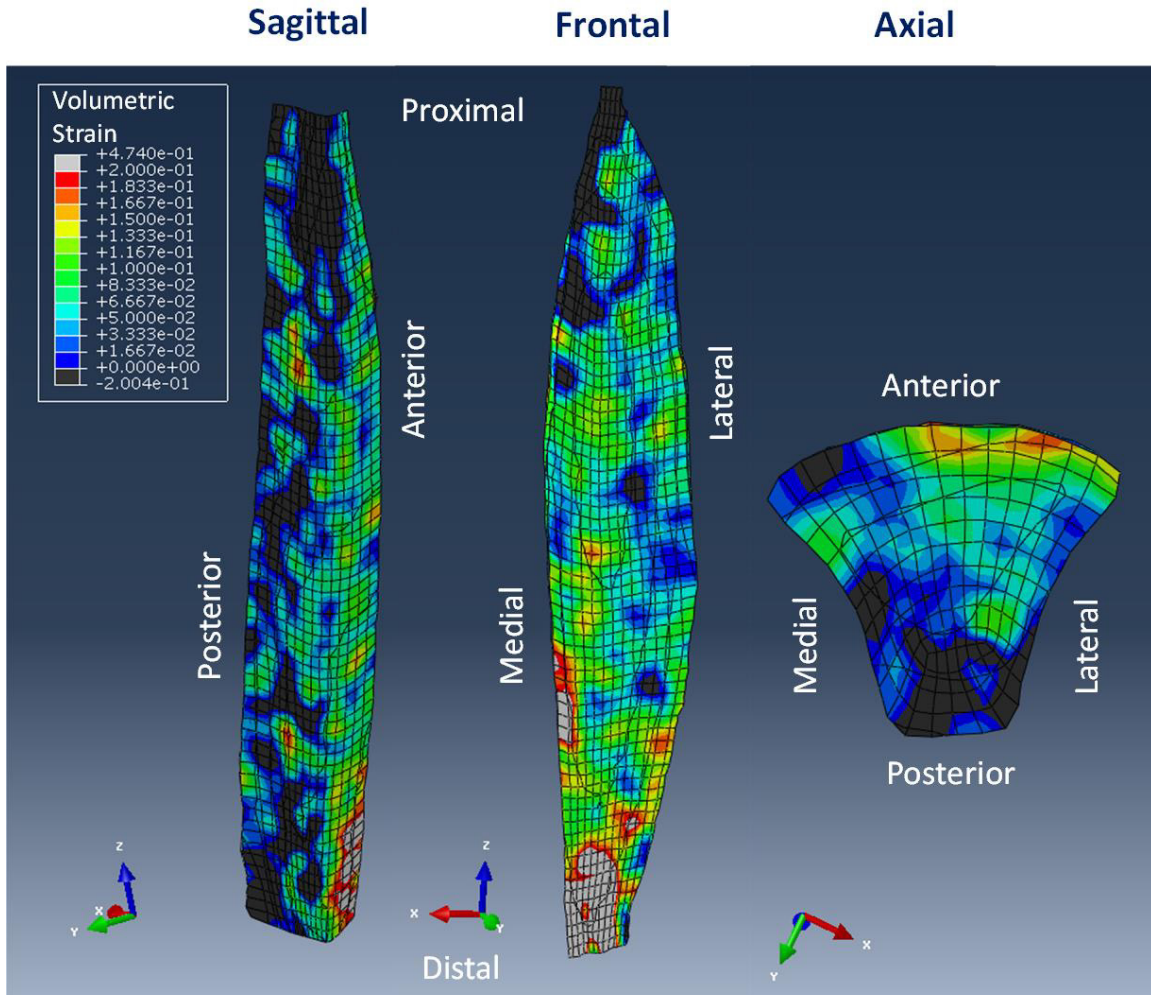 Sagittal
Frontal
Axial
Volumetric
Strain
+4.740e-01
+2.000e-01
+1.833e-01
+1.667e-01
+1.500e-01
+1.333e-01
+1.167e-01
+1.000e-01
+8.333e-02
+6.667e-02
+5.000e-02
+3.333e-02
+1.667e-02
+0.000e+00
-2.004e-01
Proximal
Anterior
Lateral
Posterior
Medial
Anterior
Medial
Lateral
Posterior
Distal
Z
X
Y
Z
X
Y
X
Y